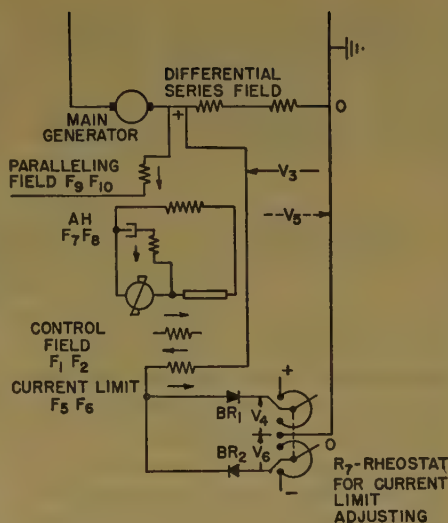 DIFFERENTIAL
SERIES FIELD
O
MAIN
GENERATOR
+
PARALLELING
FIELD F9 F10
V3
V5
AH
F7 F8
CONTROL
FIELD
F1 F2
CURRENT LIMIT
F5 F6
+
BR1
V4
O
V6
BR2
−
R7-RHEOSTAT
FOR CURRENT
LIMIT
ADJUSTING